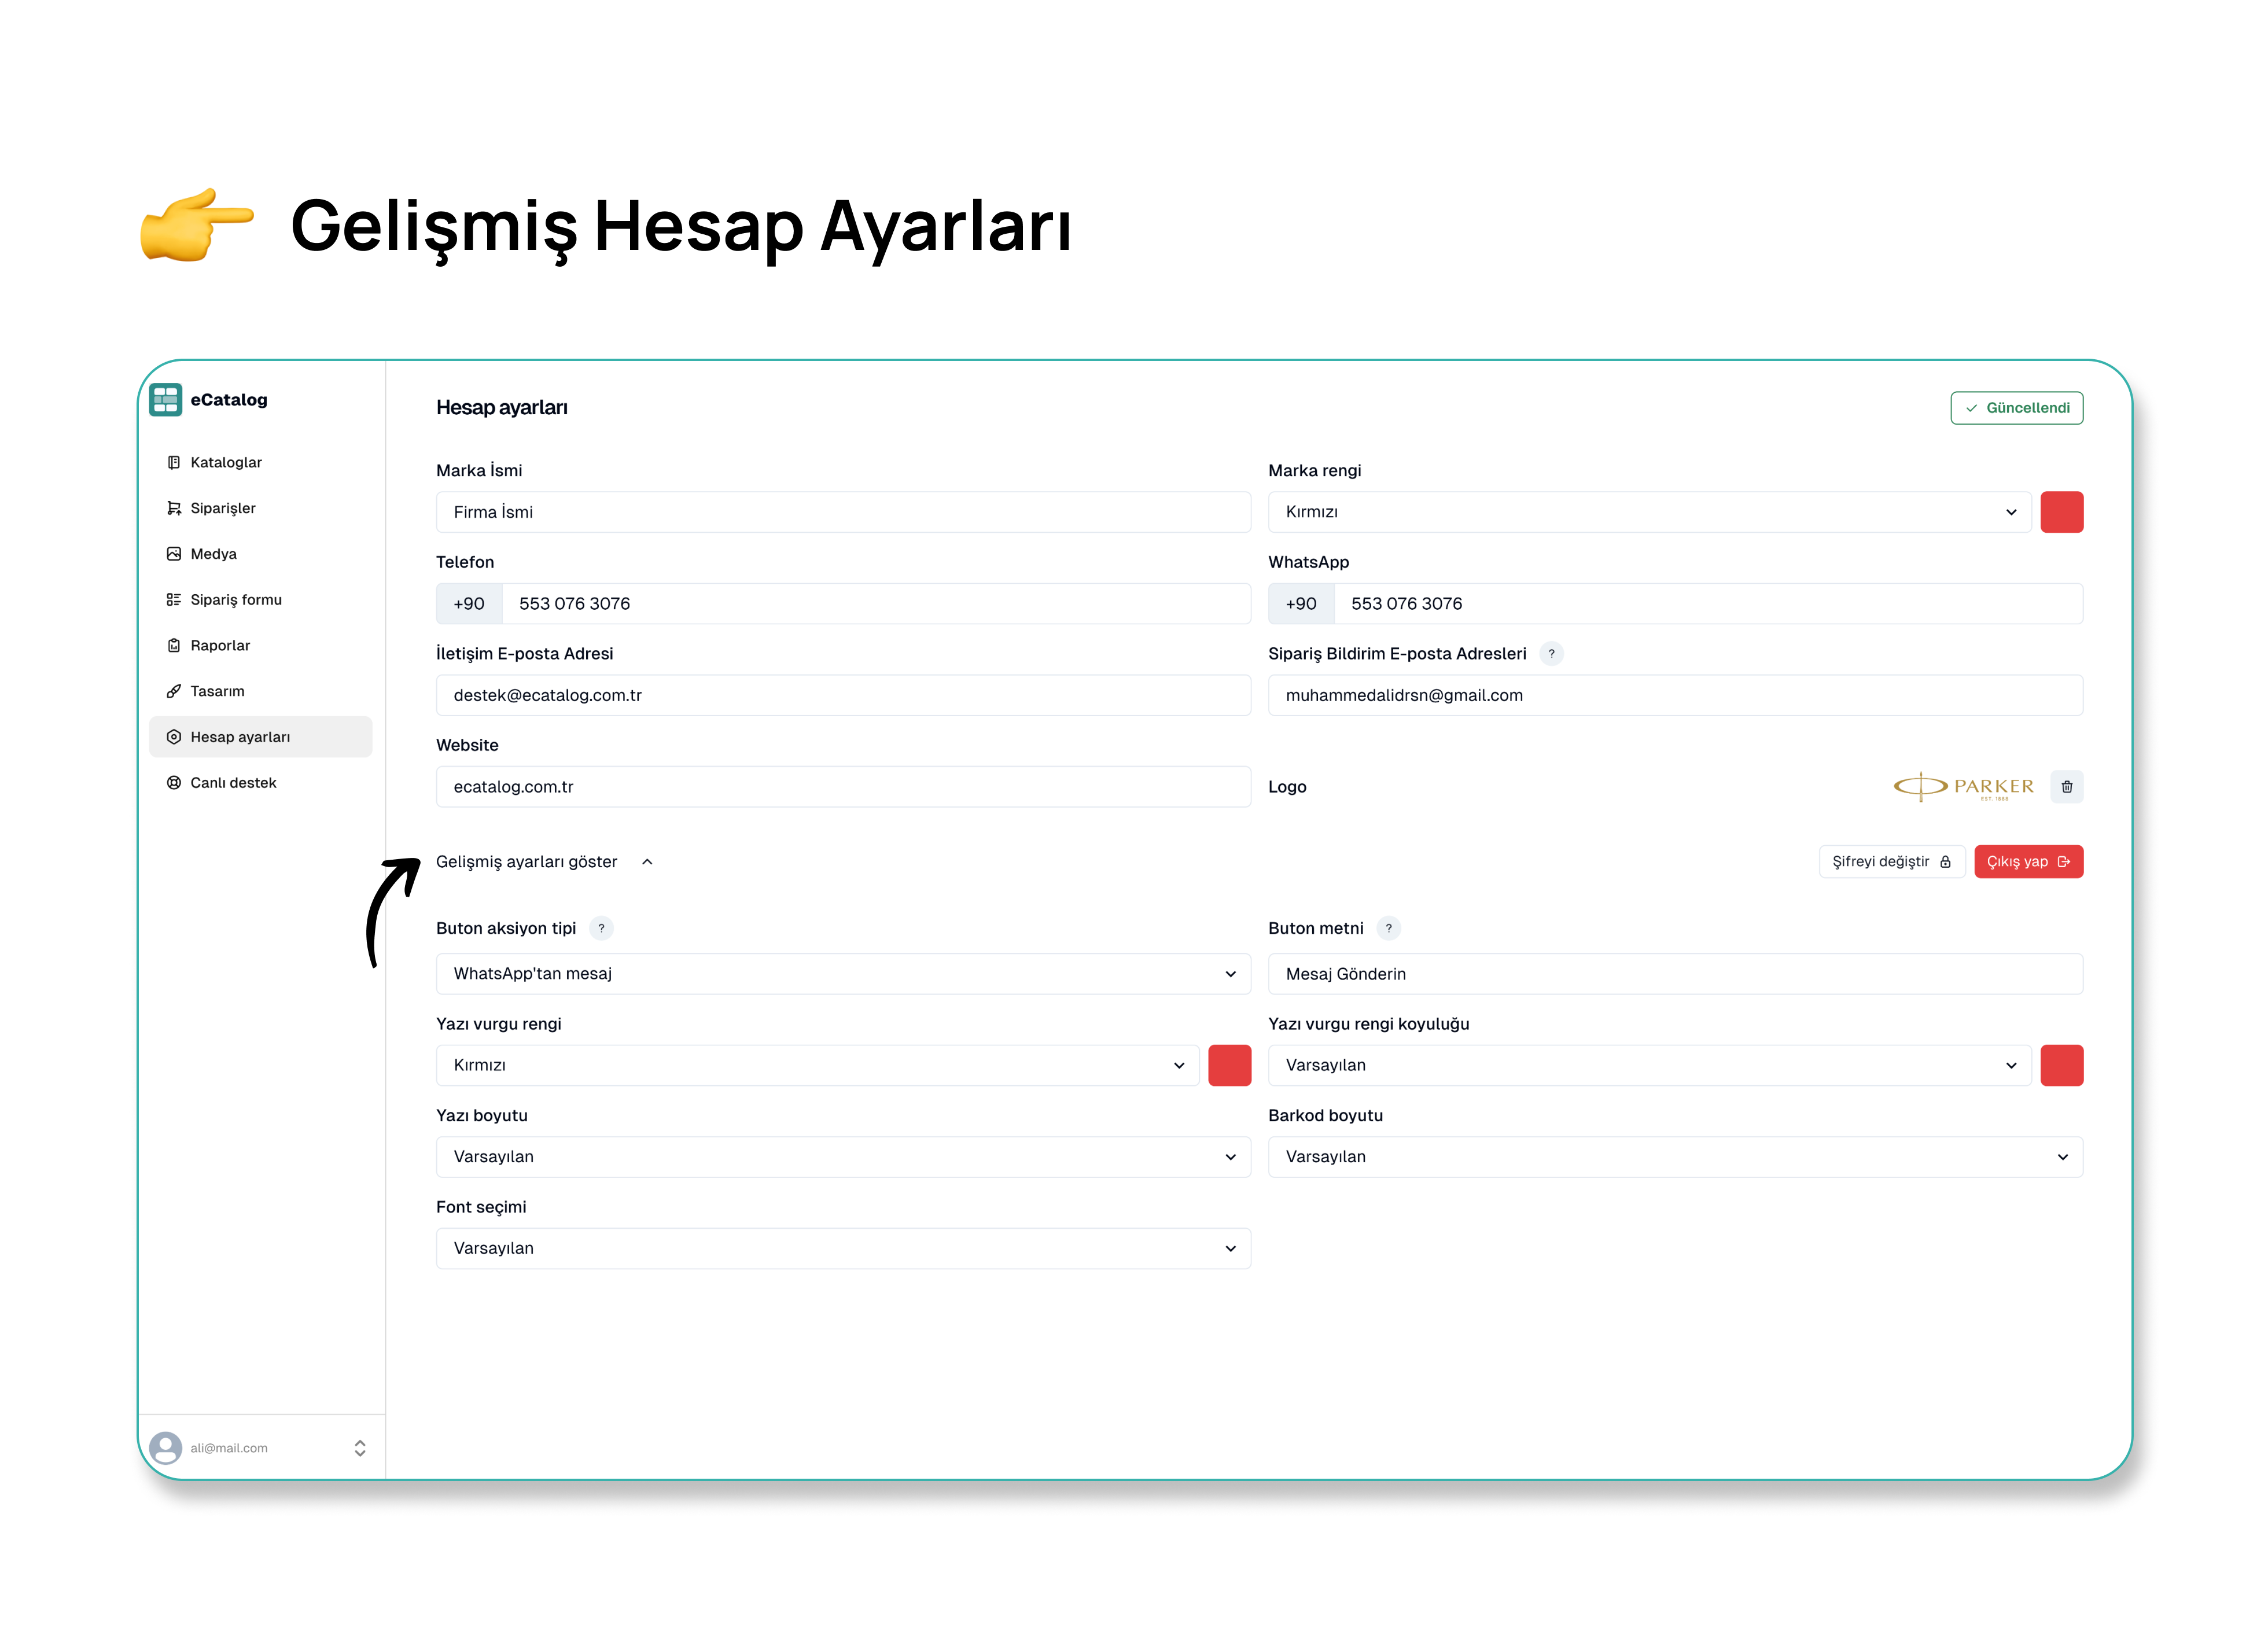 Gelişmiş Hesap Ayarları
eCatalog
Kataloglar
Siparişler
Medya
Sipariş formu
Raporlar
Tasarım
Hesap ayarları
Canlı destek
ali@mail.com
Hesap ayarları
Güncellendi
Marka İsmi
Firma İsmi
Marka rengi
Kırmızı
Telefon
+90 553 076 3076
WhatsApp
+90 553 076 3076
İletişim E-posta Adresi
destek@ecatalog.com.tr
Sipariş Bildirim E-posta Adresleri ?
muhammedalidrsn@gmail.com
Website
ecatalog.com.tr
Logo
PARKER
EST. 1888
Gelişmiş ayarları göster
Şifreyi değiştir
Çıkış yap
Buton aksiyon tipi ?
WhatsApp'tan mesaj
Buton metni ?
Mesaj Gönderin
Yazı vurgu rengi
Kırmızı
Yazı vurgu rengi koyuluğu
Varsayılan
Yazı boyutu
Varsayılan
Barkod boyutu
Varsayılan
Font seçimi
Varsayılan